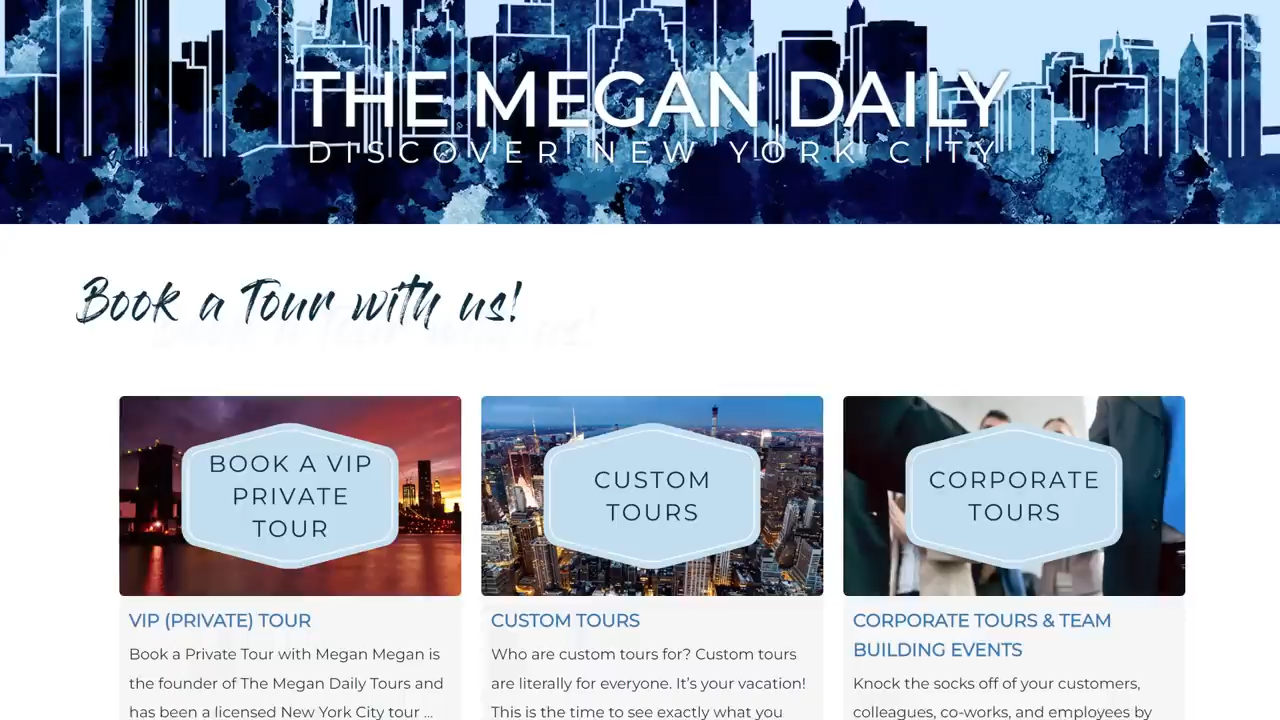 THE MEGAN DAILY
DISCOVER NEW YORK CITY
Book a Tour with us!
BOOK A VIP
PRIVATE
TOUR
CUSTOM
TOURS
CORPORATE
TOURS
VIP (PRIVATE) TOUR
Book a Private Tour with Megan Megan is
the founder of The Megan Daily Tours and
has been a licensed New York City tour ...
CUSTOM TOURS
Who are custom tours for? Custom tours
are literally for everyone. It's your vacation!
This is the time to see exactly what you
CORPORATE TOURS & TEAM
BUILDING EVENTS
Knock the socks off of your customers,
colleagues, co-works, and employees by